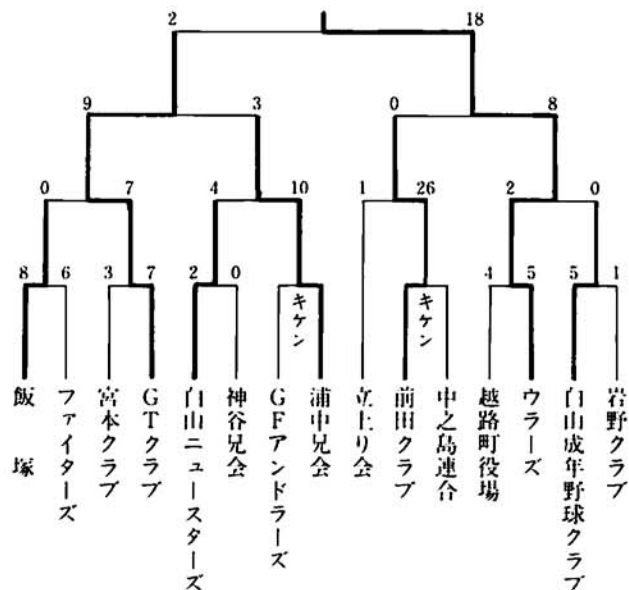 2 18
9 3 0 8
0 7 4 10 1 26 2 0
8 6 3 7 2 0 4 5 5 1
キケン
キケン
飯塚
ファイターズ
宮本クラブ
GTクラブ
白山ニュースターズ
神谷兄会
GFアンドラーズ
浦中兄会
立上り会
前田クラブ
中之島連合
越路町役場
ウラーズ
白山成年野球クラブ
岩野クラブ